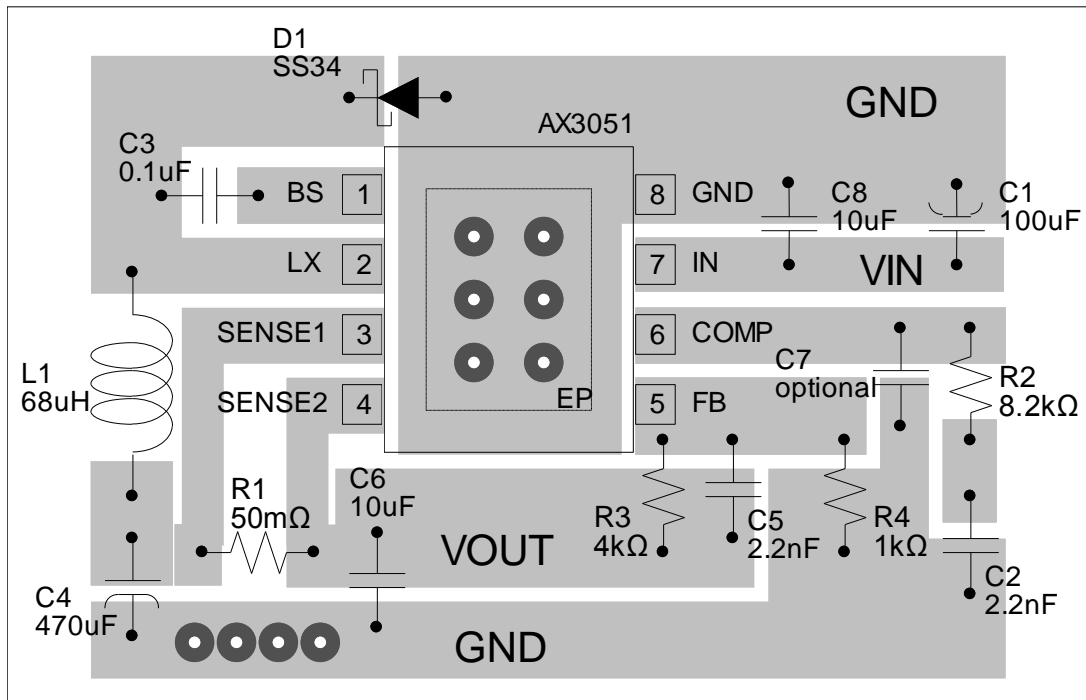 D1
SS34
GND
AX3051
C3
0.1uF
BS
1
8
GND
C8
10uF
C1
100uF
LX
2
7
IN
VIN
SENSE1
3
6
COMP
L1
68uH
C7
optional
R2
8.2kΩ
SENSE2
4
EP
5
FB
R1
50mΩ
C6
10uF
VOUT
R3
4kΩ
C5
2.2nF
R4
1kΩ
C2
2.2nF
C4
470uF
GND